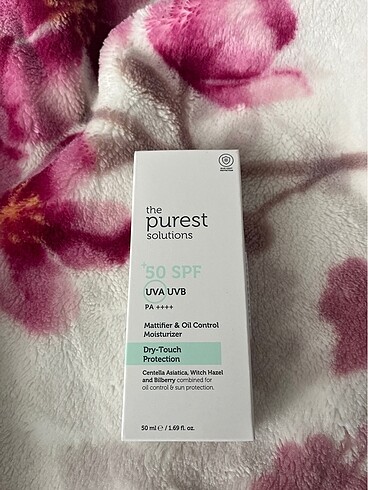 the
purest
solutions
+50 SPF
UVA UVB
PA ++++
Mattifier & Oil Control
Moisturizer
Dry-Touch
Protection
Centella Asiatica, Witch Hazel
and Bilberry combined for
oil control & sun protection.
50 ml ℮ / 1.69 fl. oz.